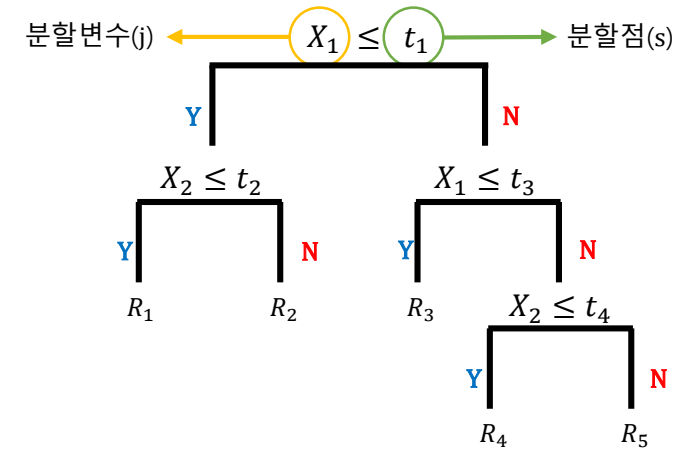 분할변수(j) X₁ ≤ t₁ 분할점(s)
Y N
X₂ ≤ t₂ X₁ ≤ t₃
Y N Y N
R₁ R₂ R₃ X₂ ≤ t₄
Y N
R₄ R₅